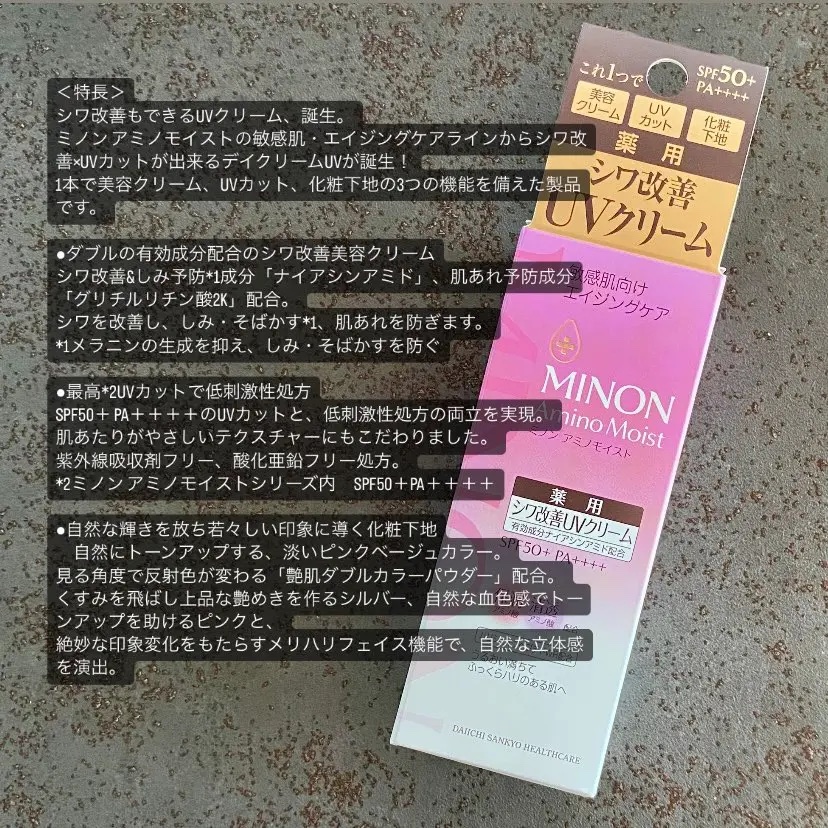 ＜特長＞
シワ改善もできるUVクリーム、誕生。
ミノン アミノモイストの敏感肌・エイジングケアラインからシワ改
善×UVカットが出来るデイクリームUVが誕生！
1本で美容クリーム、UVカット、化粧下地の3つの機能を備えた製品
です。
●ダブルの有効成分配合のシワ改善美容クリーム
シワ改善&しみ予防*1成分「ナイアシンアミド」、肌あれ予防成分
「グリチルリチン酸2K」配合。
シワを改善し、しみ・そばかす*1、肌あれを防ぎます。
*1メラニンの生成を抑え、しみ・そばかすを防ぐ
●最高*2UVカットで低刺激性処方
SPF50＋ PA＋＋＋＋のUVカットと、低刺激性処方の両立を実現。
肌あたりがやさしいテクスチャーにもこだわりました。
紫外線吸収剤フリー、酸化亜鉛フリー処方。
*2ミノン アミノモイストシリーズ内　SPF50＋PA＋＋＋＋
●自然な輝きを放ち若々しい印象に導く化粧下地
　自然にトーンアップする、淡いピンクベージュカラー。
見る角度で反射色が変わる「艶肌ダブルカラーパウダー」配合。
くすみを飛ばし上品な艶めきを作るシルバー、自然な血色感でトー
ンアップを助けるピンクと、
絶妙な印象変化をもたらすメリハリフェイス機能で、自然な立体感
を演出。
これ1つで
SPF50+
PA++++
美容
クリーム
UV
カット
化粧
下地
薬用
シワ改善
UVクリーム
敏感肌向け
エイジングケア
MINON
Amino Moist
ミノン アミノモイスト
薬用
シワ改善UVクリーム
有効成分ナイアシンアミド配合
SPF50+ PA++++
アミノ酸
うるおい満ちて
ふっくらハリのある肌へ
DAIICHI SANKYO HEALTHCARE